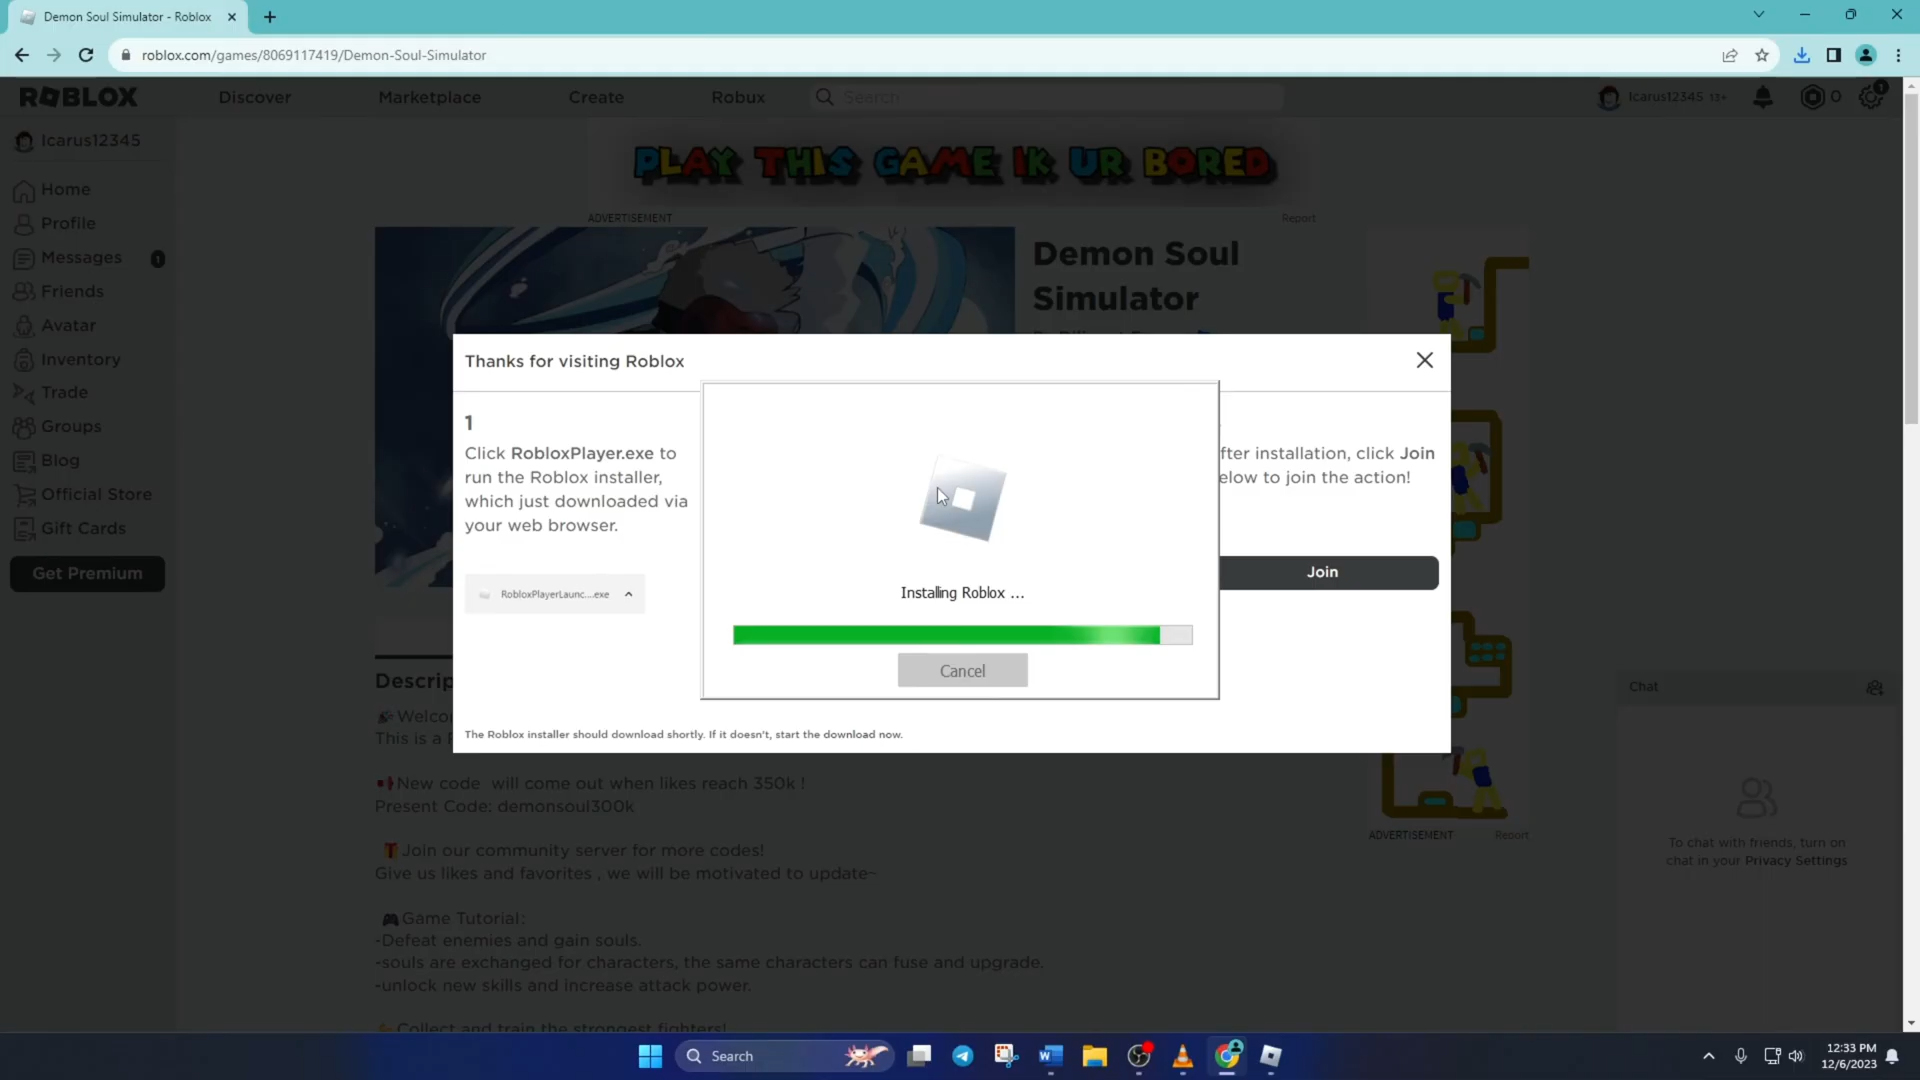 Demon Soul Simulator - Roblox
roblox.com/games/8069117419/Demon-Soul-Simulator
ROBLOX
Discover
Marketplace
Create
Robux
Search
Icarus12345 13+
0
1
Icarus12345
Home
Profile
Messages
1
Friends
Avatar
Inventory
Trade
Groups
Blog
Official Store
Gift Cards
Get Premium
PLAY THIS GAME IK UR BORED
ADVERTISEMENT
Report
Demon Soul
Simulator
Thanks for visiting Roblox
1
Click RobloxPlayer.exe to
run the Roblox installer,
which just downloaded via
your web browser.
RobloxPlayerLaunc....exe
Installing Roblox ...
Cancel
fter installation, click Join
elow to join the action!
Join
The Roblox installer should download shortly. If it doesn't, start the download now.
Descrip
Welco
This is a
New code will come out when likes reach 350k !
Present Code: demonsoul300k
Join our community server for more codes!
Give us likes and favorites , we will be motivated to update~
Game Tutorial:
-Defeat enemies and gain souls.
-souls are exchanged for characters, the same characters can fuse and upgrade.
-unlock new skills and increase attack power.
Collect and train the strongest fighters!
ADVERTISEMENT
Report
Chat
To chat with friends, turn on
chat in your Privacy Settings
Search
12:33 PM
12/6/2023